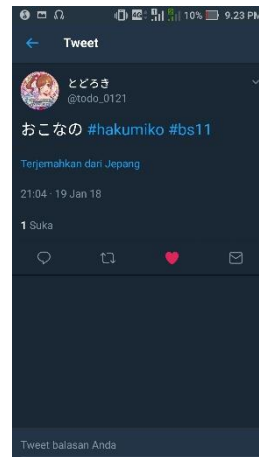 4G 10% 9.23 PM
Tweet
とどろき
@todo_0121
おこなの #hakumiko #bs11
Terjemahkan dari Jepang
21:04 · 19 Jan 18
1 Suka
Tweet balasan Anda